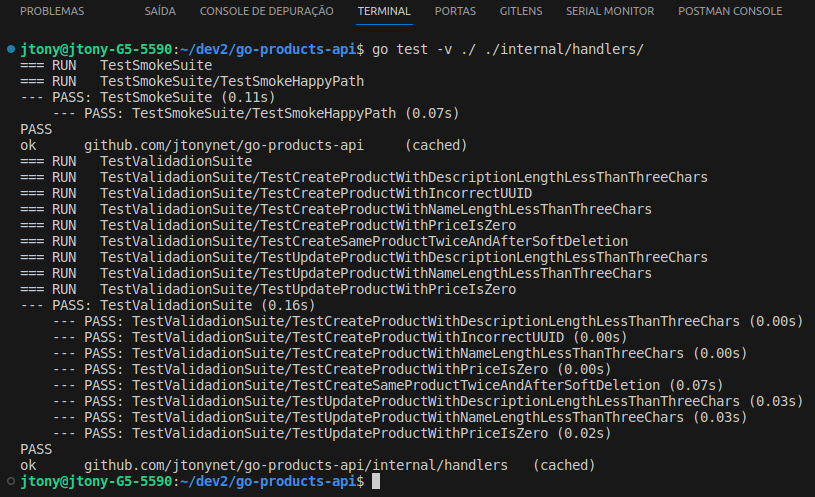 PROBLEMAS SAÍDA CONSOLE DE DEPURAÇÃO TERMINAL PORTAS GITLENS SERIAL MONITOR POSTMAN CONSOLE
jtony@jtony-G5-5590:~/dev2/go-products-api$ go test -v ./ ./internal/handlers/
=== RUN   TestSmokeSuite
=== RUN   TestSmokeSuite/TestSmokeHappyPath
--- PASS: TestSmokeSuite (0.11s)
    --- PASS: TestSmokeSuite/TestSmokeHappyPath (0.07s)
PASS
ok      github.com/jtonynet/go-products-api     (cached)
=== RUN   TestValidadionSuite
=== RUN   TestValidadionSuite/TestCreateProductWithDescriptionLengthLessThanThreeChars
=== RUN   TestValidadionSuite/TestCreateProductWithIncorrectUUID
=== RUN   TestValidadionSuite/TestCreateProductWithNameLengthLessThanThreeChars
=== RUN   TestValidadionSuite/TestCreateProductWithPriceIsZero
=== RUN   TestValidadionSuite/TestCreateSameProductTwiceAndAfterSoftDeletion
=== RUN   TestValidadionSuite/TestUpdateProductWithDescriptionLengthLessThanThreeChars
=== RUN   TestValidadionSuite/TestUpdateProductWithNameLengthLessThanThreeChars
=== RUN   TestValidadionSuite/TestUpdateProductWithPriceIsZero
--- PASS: TestValidadionSuite (0.16s)
    --- PASS: TestValidadionSuite/TestCreateProductWithDescriptionLengthLessThanThreeChars (0.00s)
    --- PASS: TestValidadionSuite/TestCreateProductWithIncorrectUUID (0.00s)
    --- PASS: TestValidadionSuite/TestCreateProductWithNameLengthLessThanThreeChars (0.00s)
    --- PASS: TestValidadionSuite/TestCreateProductWithPriceIsZero (0.00s)
    --- PASS: TestValidadionSuite/TestCreateSameProductTwiceAndAfterSoftDeletion (0.07s)
    --- PASS: TestValidadionSuite/TestUpdateProductWithDescriptionLengthLessThanThreeChars (0.03s)
    --- PASS: TestValidadionSuite/TestUpdateProductWithNameLengthLessThanThreeChars (0.03s)
    --- PASS: TestValidadionSuite/TestUpdateProductWithPriceIsZero (0.02s)
PASS
ok      github.com/jtonynet/go-products-api/internal/handlers   (cached)
jtony@jtony-G5-5590:~/dev2/go-products-api$